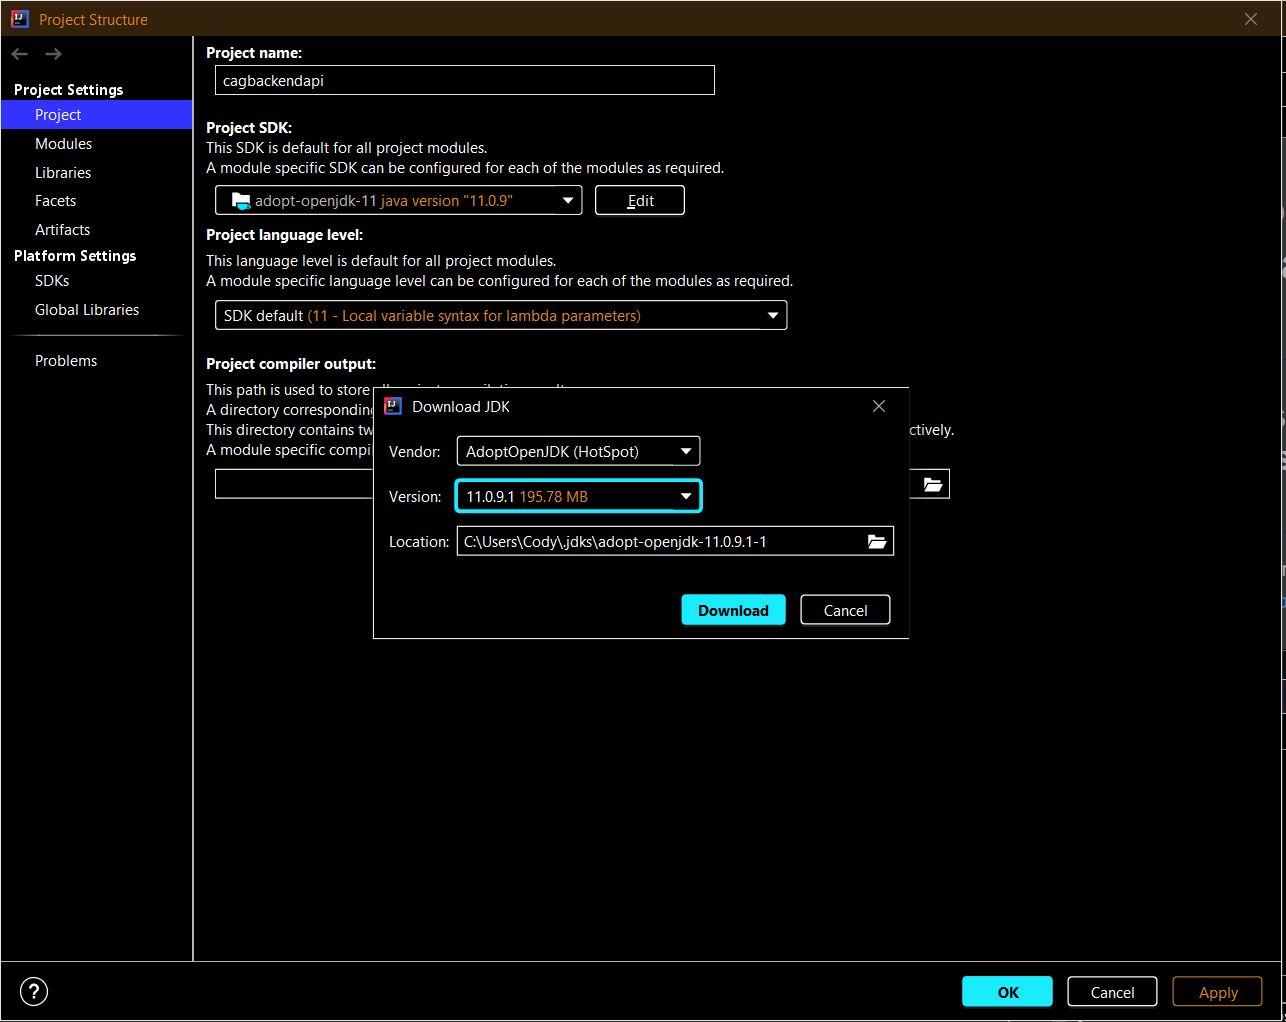 Project Structure
Project Settings
Project
Modules
Libraries
Facets
Artifacts
Platform Settings
SDKs
Global Libraries
Problems
Project name:
cagbackendapi
Project SDK:
This SDK is default for all project modules.
A module specific SDK can be configured for each of the modules as required.
adopt-openjdk-11 java version "11.0.9"
Edit
Project language level:
This language level is default for all project modules.
A module specific language level can be configured for each of the modules as required.
SDK default (11 - Local variable syntax for lambda parameters)
Project compiler output:
This path is used to store
A directory corresponding
This directory contains tw ctively.
A module specific compi
Download JDK
Vendor: AdoptOpenJDK (HotSpot)
Version: 11.0.9.1 195.78 MB
Location: C:\Users\Cody\.jdks\adopt-openjdk-11.0.9.1-1
Download Cancel
? OK Cancel Apply